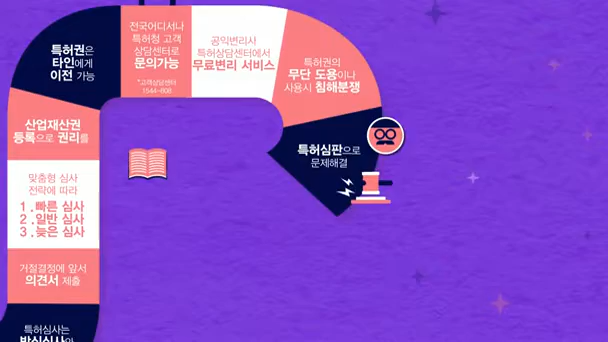 특허권은
타인에게
이전 가능
전국어디서나
특허청 고객
상담센터로
문의가능
*고객상담센터
1544-808
공익변리사
특허상담센터에서
무료변리 서비스
특허권의
무단 도용이나
사용시 침해분쟁
특허심판으로
문제해결
산업재산권
등록으로 권리를
맞춤형 심사
전략에 따라
1.빠른 심사
2.일반 심사
3.늦은 심사
거절결정에 앞서
의견서 제출
특허심사는